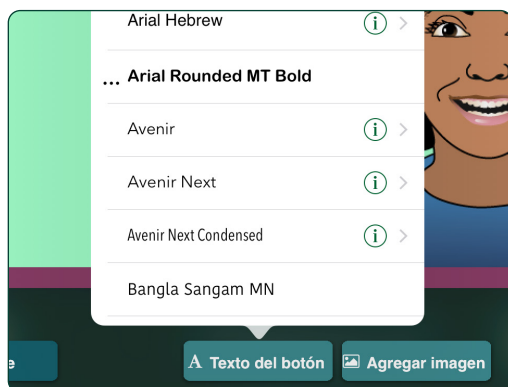 Arial Hebrew
... Arial Rounded MT Bold
Avenir
Avenir Next
Avenir Next Condensed
Bangla Sangam MN
e
A Texto del botón
Agregar imagen